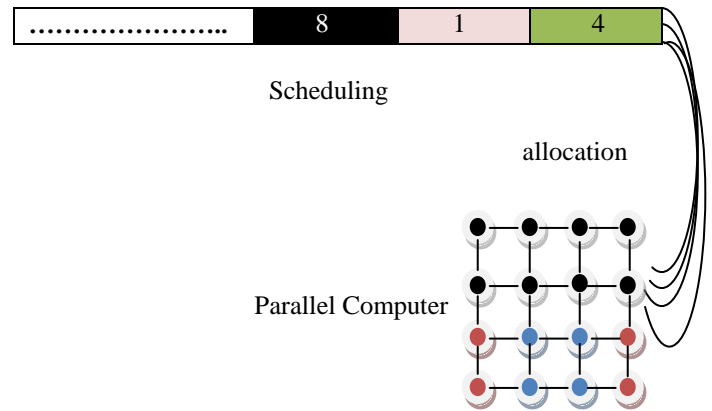 …………………….. 8 1 4
Scheduling
allocation
Parallel Computer